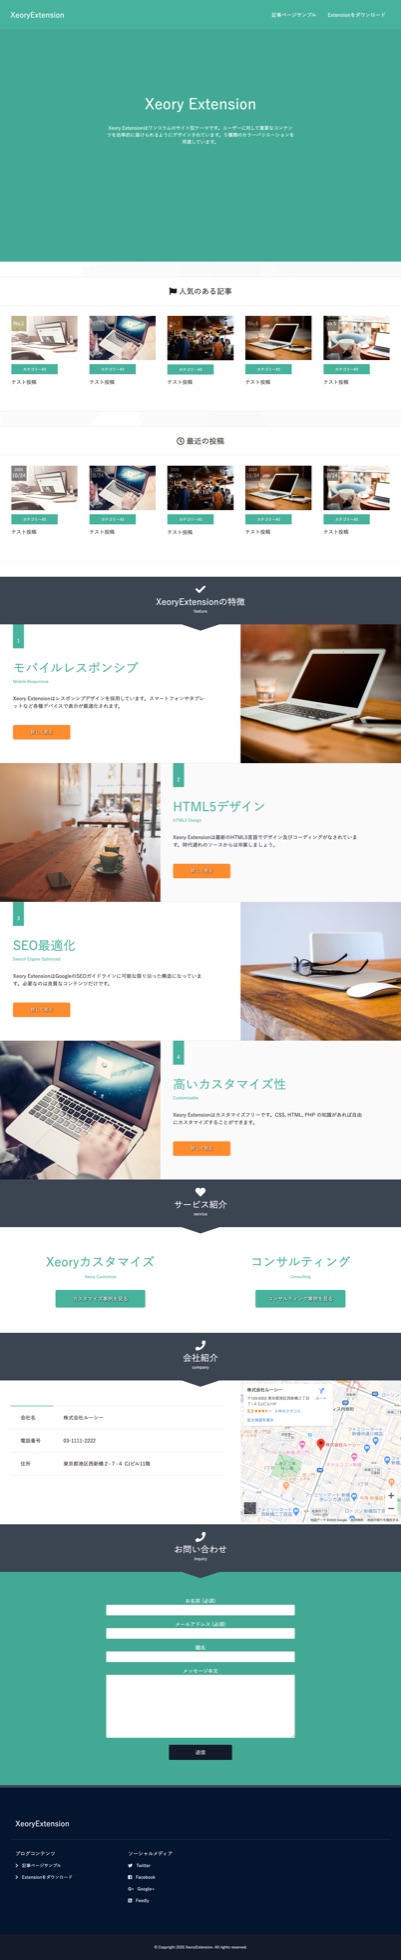 XeoryExtension
記事ページサンプル
Extensionをダウンロード
Xeory Extension
Xeory Extensionはワンコラムのサイト型テーマです。ユーザーに対して重要なコンテン
ツを効率的に届けられるようにデザインされています。5種類のカラーバリエーションを
用意しています。
人気のある記事
No.1
カテゴリー#2
カテゴリー#2
カテゴリー#2
カテゴリー#2
カテゴリー#2
テスト投稿
テスト投稿
テスト投稿
テスト投稿
テスト投稿
最近の投稿
2020
10/24
カテゴリー#2
カテゴリー#2
カテゴリー#2
カテゴリー#2
カテゴリー#2
テスト投稿
テスト投稿
テスト投稿
テスト投稿
テスト投稿
XeoryExtensionの特徴
feature
1
モバイルレスポンシブ
Mobile Responsive
Xeory Extensionはレスポンシブデザインを採用しています。スマートフォンやタブレ
ットなど各種デバイスで表示が最適化されます。
詳しく見る
2
HTML5デザイン
HTML5 Design
Xeory Extensionは最新のHTML5言語でデザイン及びコーディングがなされていま
す。時代遅れのソースからは卒業しましょう。
詳しく見る
3
SEO最適化
Search Engine Optimized
Xeory ExtensionはGoogleのSEOガイドラインに可能な限り沿った構造になっていま
す。必要なのは良質なコンテンツだけです。
詳しく見る
4
高いカスタマイズ性
Customizable
Xeory Extensionはカスタマイズフリーです。CSS, HTML, PHP の知識があれば自由
にカスタマイズすることができます。
詳しく見る
サービス紹介
service
Xeoryカスタマイズ
Xeory Customize
カスタマイズ事例を見る
コンサルティング
Consulting
コンサルティング事例を見る
会社紹介
company
会社名 株式会社ルーシー
電話番号 03-1111-2222
住所 東京都港区西新橋２-７-４ CJビル11階
株式会社ルーシー
拡大地図を表示
株式会社ルーシー
お問い合わせ
inquiry
お名前 (必須)
メールアドレス (必須)
題名
メッセージ本文
送信
XeoryExtension
ブログコンテンツ
記事ページサンプル
Extensionをダウンロード
ソーシャルメディア
Twitter
Facebook
Google+
Feedly
© Copyright 2020 XeoryExtension. All rights reserved.